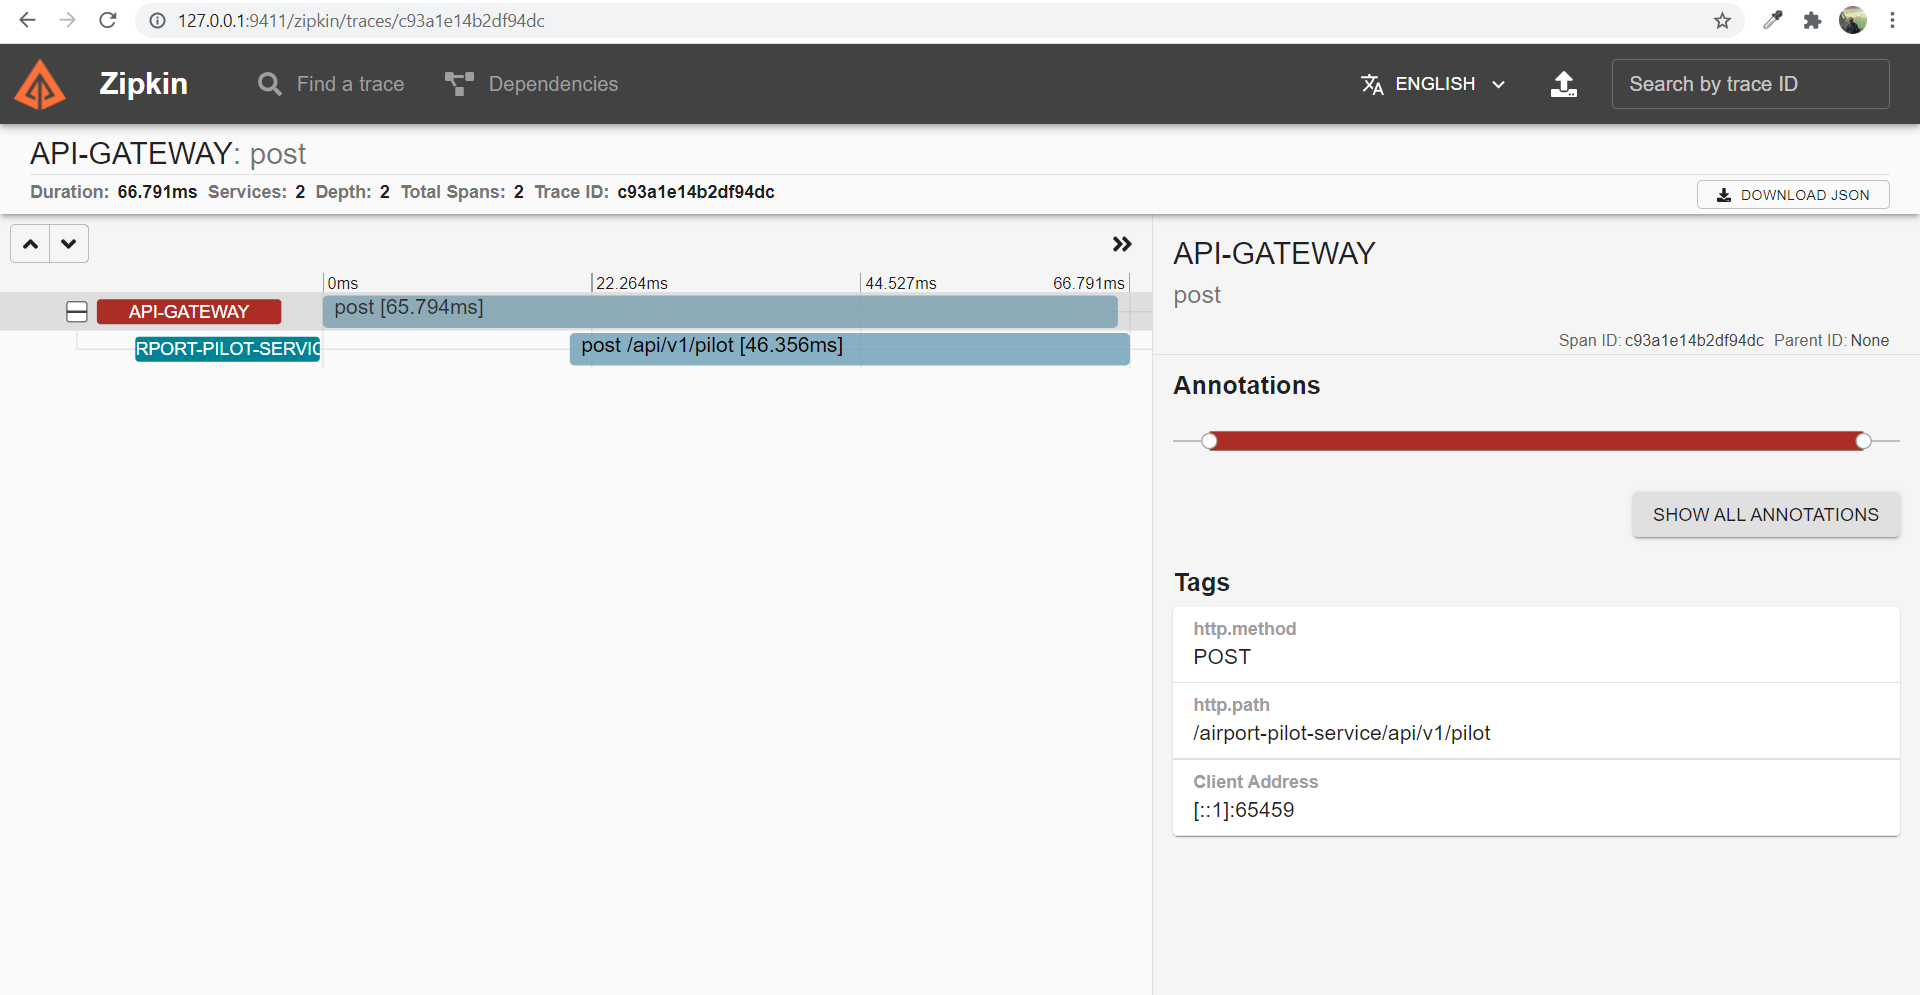 127.0.0.1:9411/zipkin/traces/c93a1e14b2df94dc
Zipkin Find a trace Dependencies ENGLISH Search by trace ID
API-GATEWAY: post
Duration: 66.791ms Services: 2 Depth: 2 Total Spans: 2 Trace ID: c93a1e14b2df94dc
DOWNLOAD JSON
0ms 22.264ms 44.527ms 66.791ms
API-GATEWAY post [65.794ms]
RPORT-PILOT-SERVIC post /api/v1/pilot [46.356ms]
API-GATEWAY
post
Span ID: c93a1e14b2df94dc Parent ID: None
Annotations
SHOW ALL ANNOTATIONS
Tags
http.method
POST
http.path
/airport-pilot-service/api/v1/pilot
Client Address
[::1]:65459